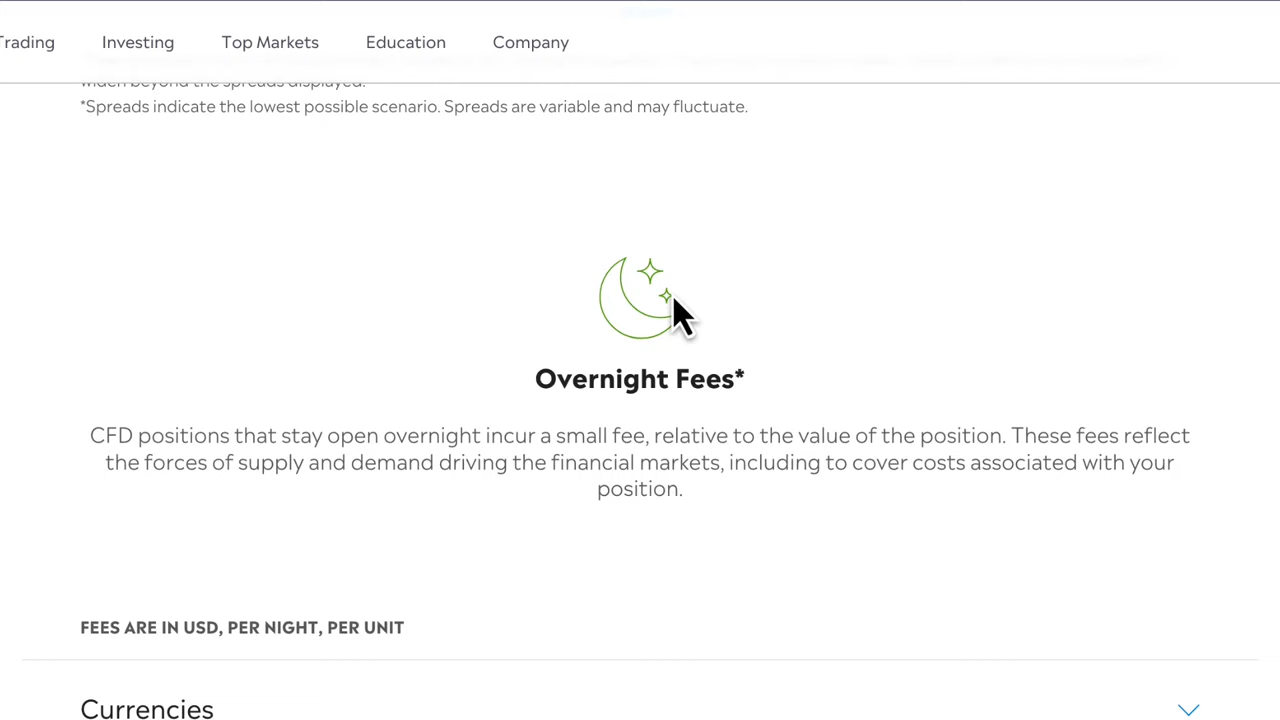 Trading Investing Top Markets Education Company
widen beyond the spreads displayed.
*Spreads indicate the lowest possible scenario. Spreads are variable and may fluctuate.
Overnight Fees*
CFD positions that stay open overnight incur a small fee, relative to the value of the position. These fees reflect
the forces of supply and demand driving the financial markets, including to cover costs associated with your
position.
FEES ARE IN USD, PER NIGHT, PER UNIT
Currencies